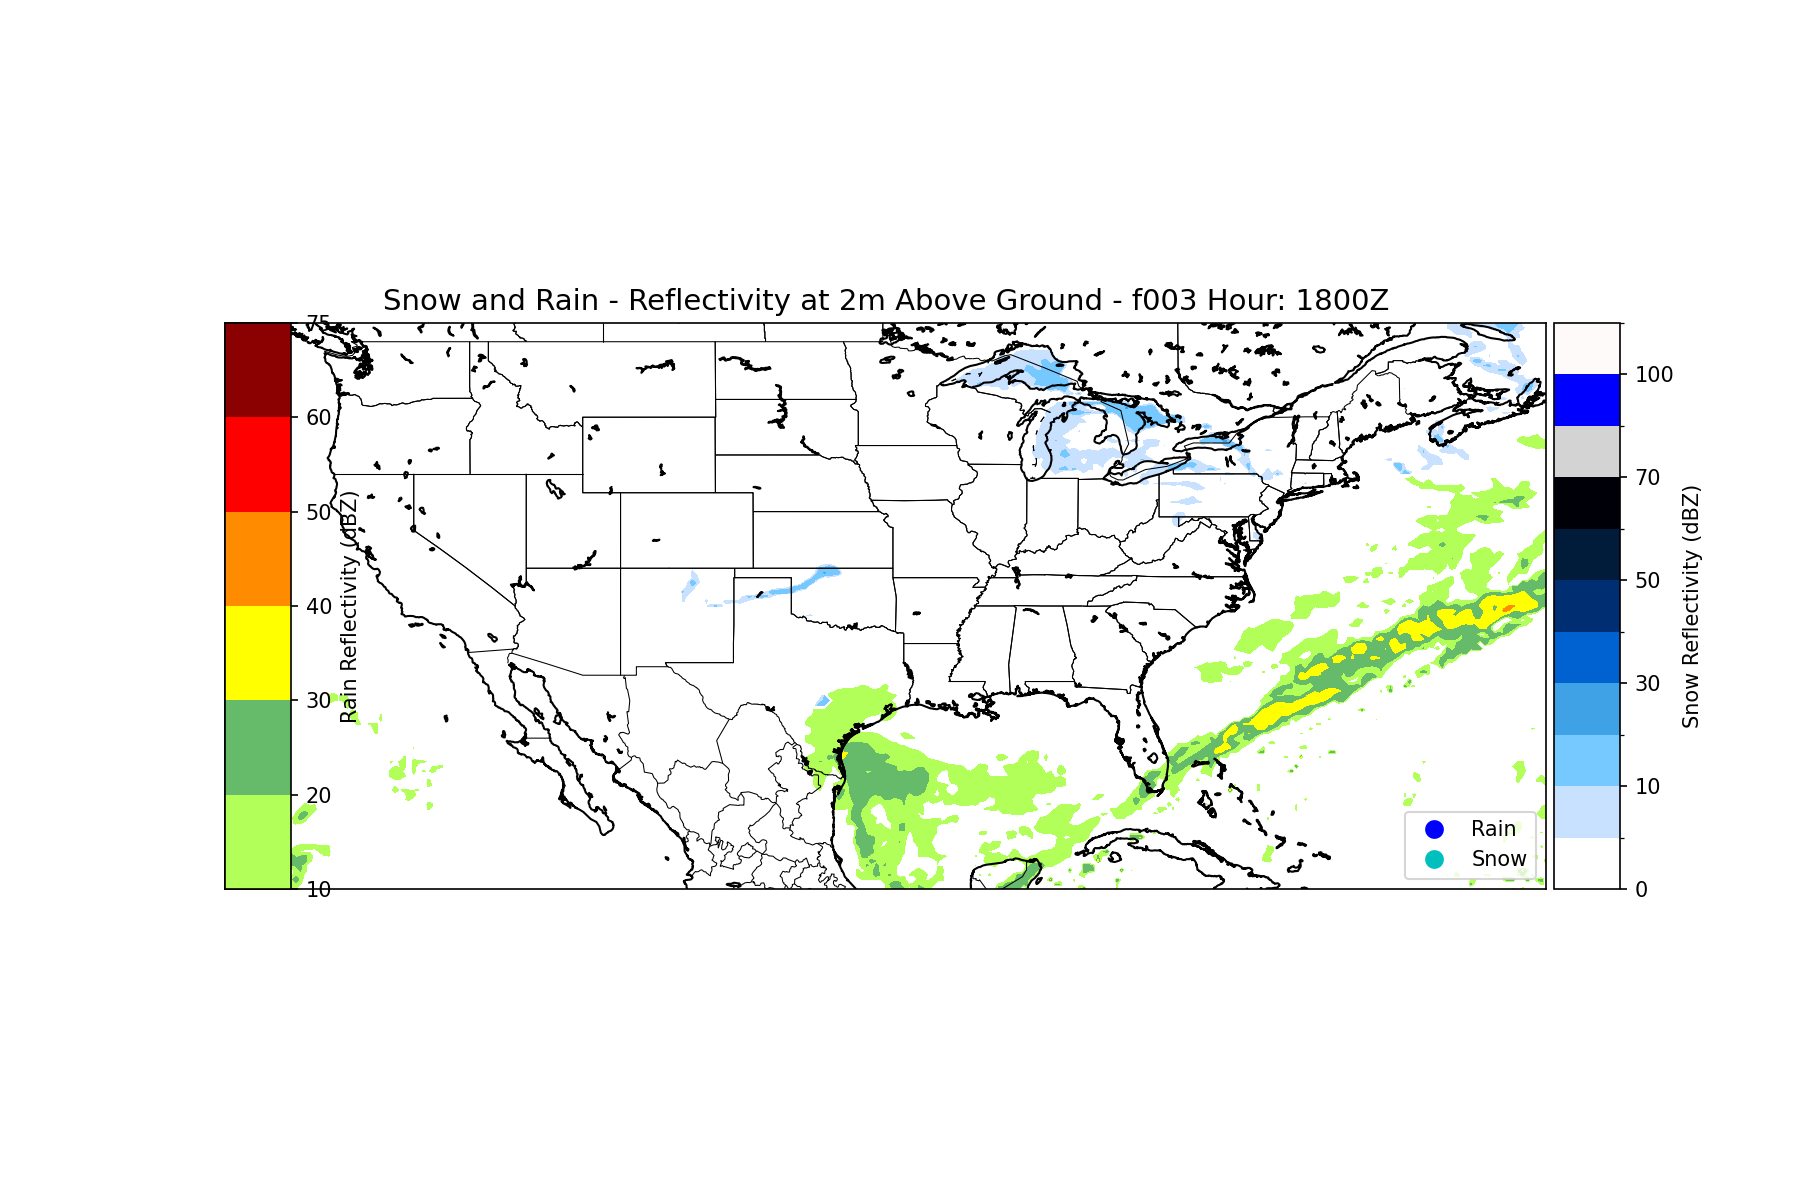 Snow and Rain - Reflectivity at 2m Above Ground - f003 Hour: 1800Z
75
60
50
40
30
20
10
Rain Reflectivity (dBZ)
100
70
50
30
10
0
Snow Reflectivity (dBZ)
Rain
Snow